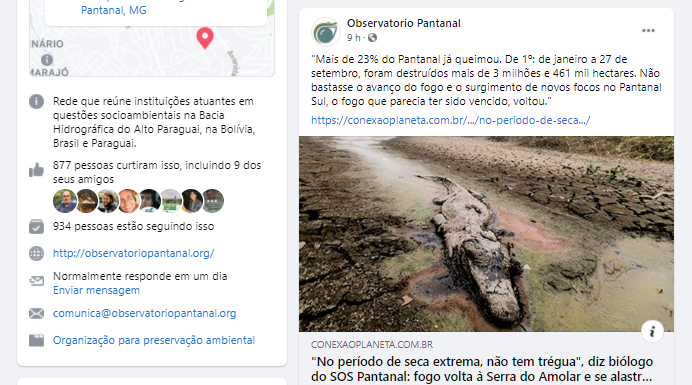 Pantanal, MG
ENÁRIO
MARAJÓ
Avenida
Rede que reúne instituições atuantes em
questões socioambientais na Bacia
Hidrográfica do Alto Paraguai, na Bolívia,
Brasil e Paraguai.
877 pessoas curtiram isso, incluindo 9 dos
seus amigos
934 pessoas estão seguindo isso
http://observatoriopantanal.org/
Normalmente responde em um dia
Enviar mensagem
comunica@observatoriopantanal.org
Organização para preservação ambiental
Observatorio Pantanal
9 h ·
"Mais de 23% do Pantanal já queimou. De 1º: de janeiro a 27 de
setembro, foram destruídos mais de 3 milhões e 461 mil hectares. Não
bastasse o avanço do fogo e o surgimento de novos focos no Pantanal
Sul, o fogo que parecia ter sido vencido, voltou."
https://conexaoplaneta.com.br/.../no-periodo-de-seca.../
CONEXAOPLANETA.COM.BR
"No período de seca extrema, não tem trégua", diz biólogo
do SOS Pantanal: fogo volta à Serra do Amolar e se alastr...